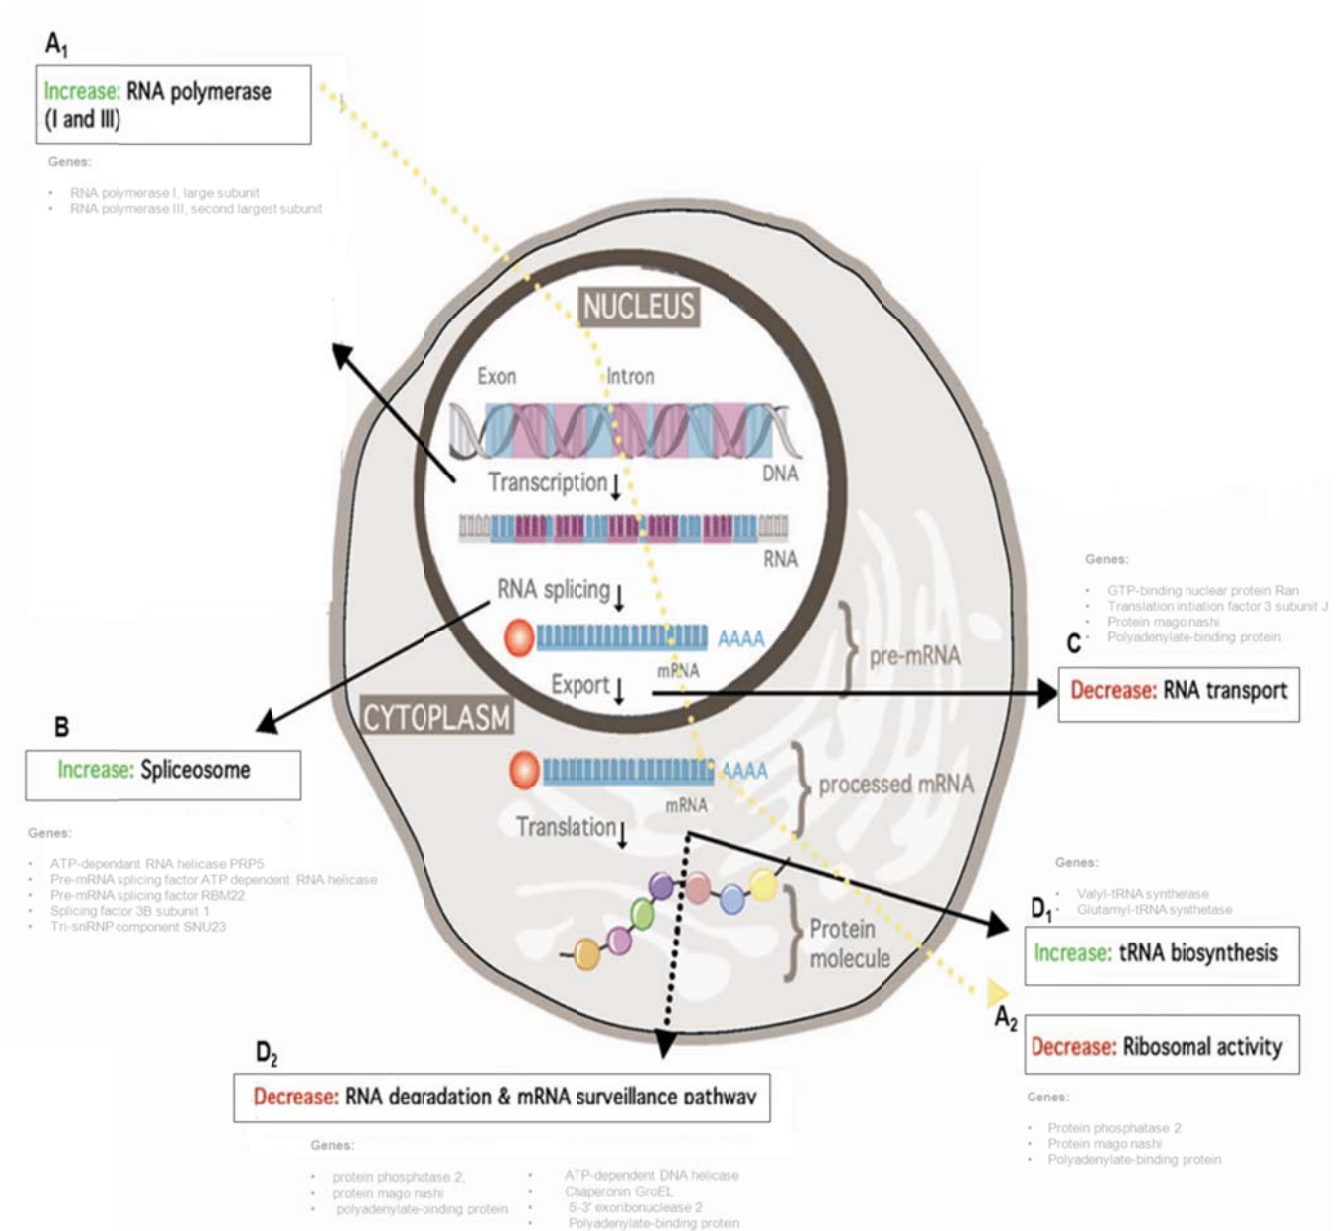 A1
Increase: RNA polymerase
(I and III)
Genes:
• RNA polymerase I, large subunit
• RNA polymerase III, second largest subunit
NUCLEUS
Exon
Intron
DNA
Transcription
RNA
RNA splicing
AAAA
mRNA
pre-mRNA
Export
CYTOPLASM
AAAA
processed mRNA
mRNA
Translation
Protein
molecule
Genes:
• GTP-binding nuclear protein Ran
• Translation intiation factor 3 subunit J
• Protein magonashi
• Polyadenylate-binding protein
C
Decrease: RNA transport
B
Increase: Spliceosome
Genes:
• ATP-dependant RNA helicase PRP5
• Pre-mRNA splicing factor ATP dependent RNA helicase
• Pre-mRNA splicing factor RBM22
• Splicing factor 3B subunit 1
• Tri-snRNP component SNU23
Genes:
• Valyl-tRNA synthetase
• Glutamyl-tRNA synthetase
D1
Increase: tRNA biosynthesis
A2
Decrease: Ribosomal activity
Genes:
• Protein phosphatase 2
• Protein mago nashi
• Polyadenylate-binding protein
D2
Decrease: RNA degradation & mRNA surveillance pathway
Genes:
• protein phosphitase 2;
• protein mago nashi
• polyadenylate-binding protein
• ATP-dependent DNA helicase
• Chaperonin GroEL
• 5-3' exoribonuclease 2
• Polyadenylate-binding protein